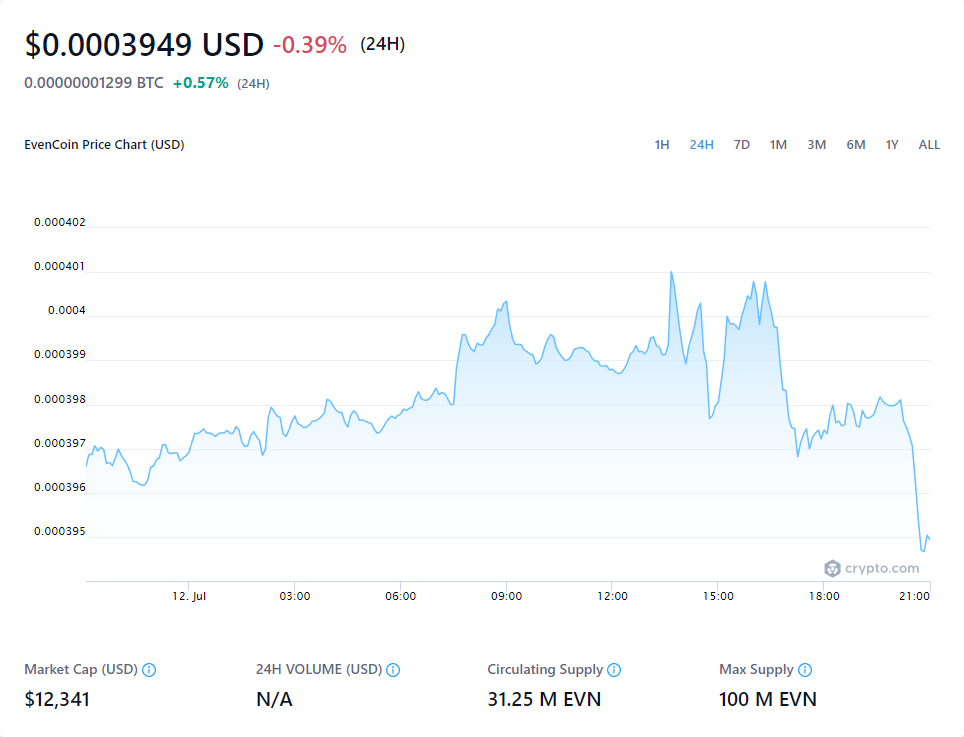 $0.0003949 USD -0.39% (24H)
0.00000001299 BTC +0.57% (24H)
EvenCoin Price Chart (USD) 1H 24H 7D 1M 3M 6M 1Y ALL
0.000402
0.000401
0.0004
0.000399
0.000398
0.000397
0.000396
0.000395
crypto.com
12. Jul 03:00 06:00 09:00 12:00 15:00 18:00 21:00
Market Cap (USD) 24H VOLUME (USD) Circulating Supply Max Supply
$12,341 N/A 31.25 M EVN 100 M EVN